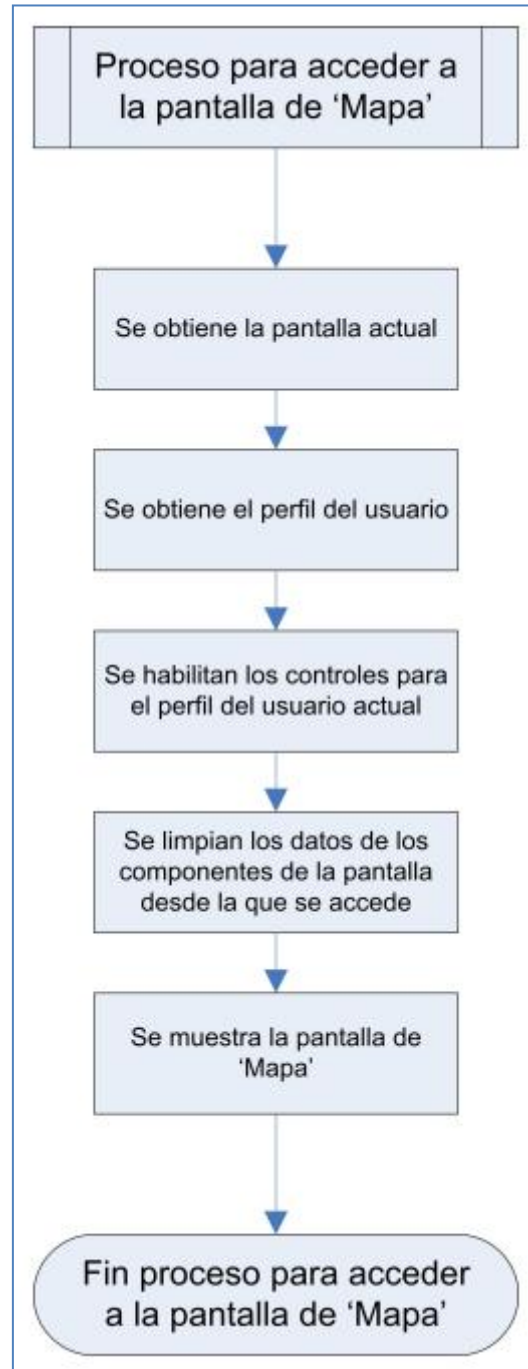 Proceso para acceder a
la pantalla de ‘Mapa’
Se obtiene la pantalla actual
Se obtiene el perfil del usuario
Se habilitan los controles para
el perfil del usuario actual
Se limpian los datos de los
componentes de la pantalla
desde la que se accede
Se muestra la pantalla de
‘Mapa’
Fin proceso para acceder
a la pantalla de ‘Mapa’